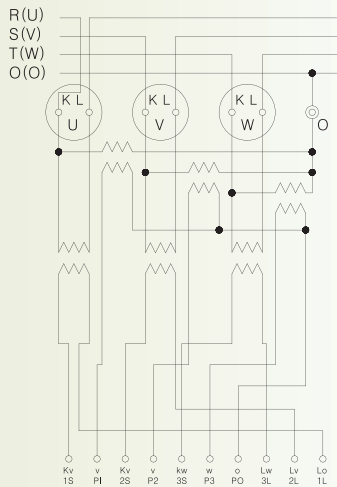 R(U)
S(V)
T(W)
O(O)
K L K L K L
U V W O
Kv v Kv v kw w o Lw Lv Lo
1S PI 2S P2 3S P3 PO 3L 2L 1L